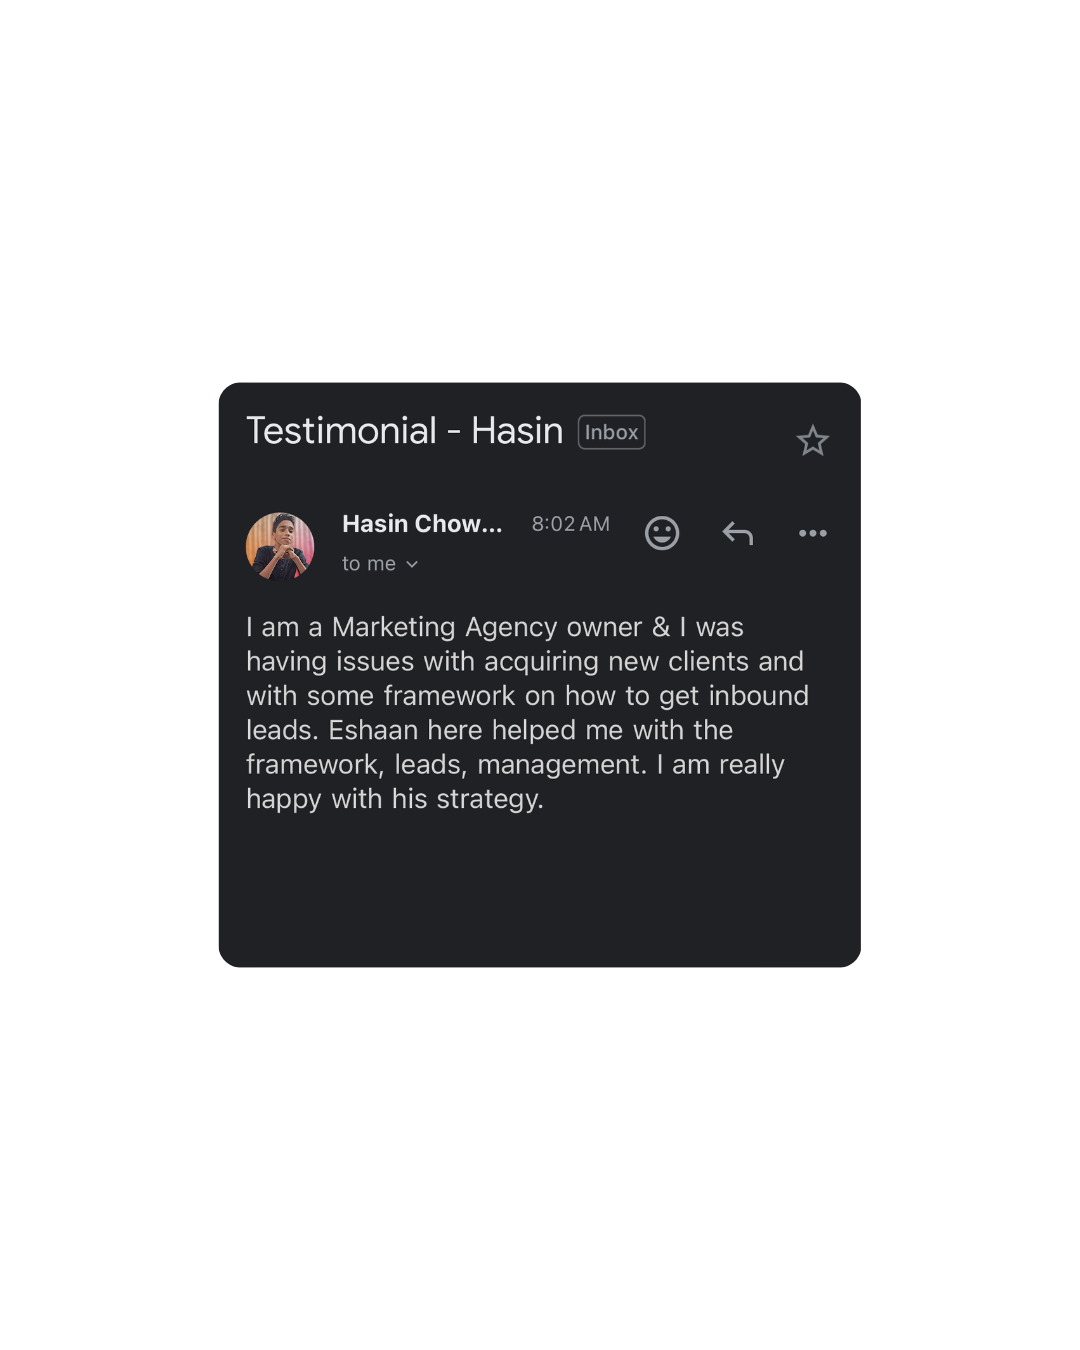 Testimonial - Hasin Inbox
Hasin Chow... 8:02 AM
to me
I am a Marketing Agency owner & I was
having issues with acquiring new clients and
with some framework on how to get inbound
leads. Eshaan here helped me with the
framework, leads, management. I am really
happy with his strategy.